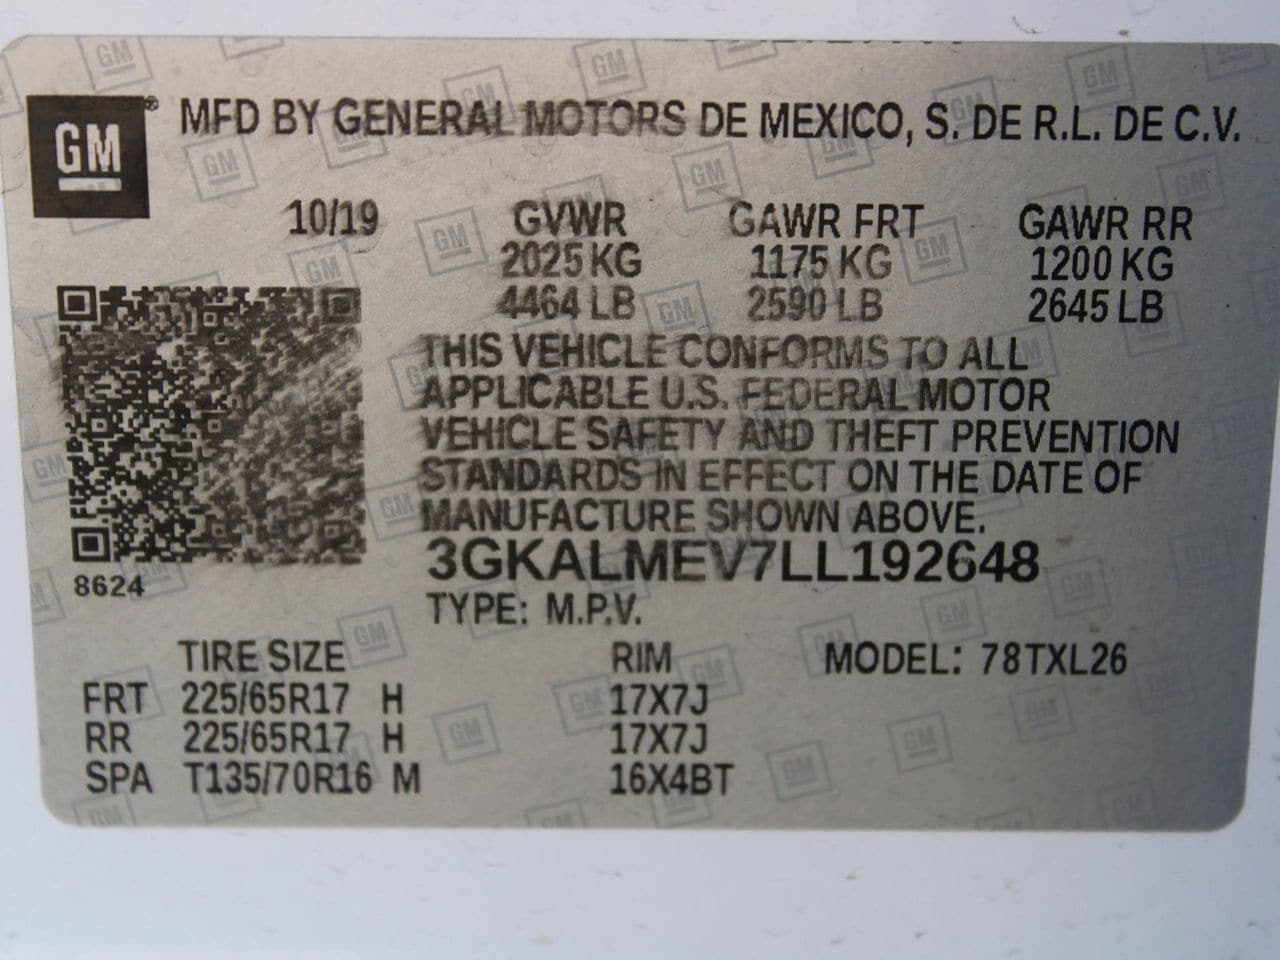 GM ® MFD BY GENERAL MOTORS DE MEXICO, S. DE R.L. DE C.V.
10/19 GVWR GAWR FRT GAWR RR
2025 KG 1175 KG 1200 KG
4464 LB 2590 LB 2645 LB
THIS VEHICLE CONFORMS TO ALL
APPLICABLE U.S. FEDERAL MOTOR
VEHICLE SAFETY AND THEFT PREVENTION
STANDARDS IN EFFECT ON THE DATE OF
MANUFACTURE SHOWN ABOVE.
3GKALMEV7LL192648
8624
TYPE: M.P.V.
TIRE SIZE RIM MODEL: 78TXL26
FRT 225/65R17 H 17X7J
RR 225/65R17 H 17X7J
SPA T135/70R16 M 16X4BT